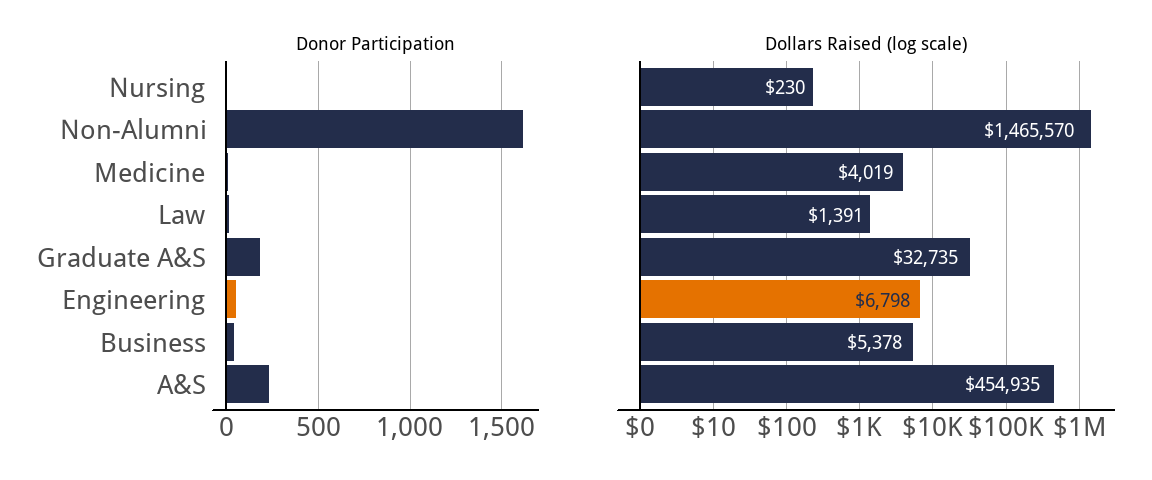 Donor Participation
Dollars Raised (log scale)
Nursing
$230
Non-Alumni
$1,465,570
Medicine
$4,019
Law
$1,391
Graduate A&S
$32,735
Engineering
$6,798
Business
$5,378
A&S
$454,935
0 500 1,000 1,500
$0 $10 $100 $1K $10K $100K $1M